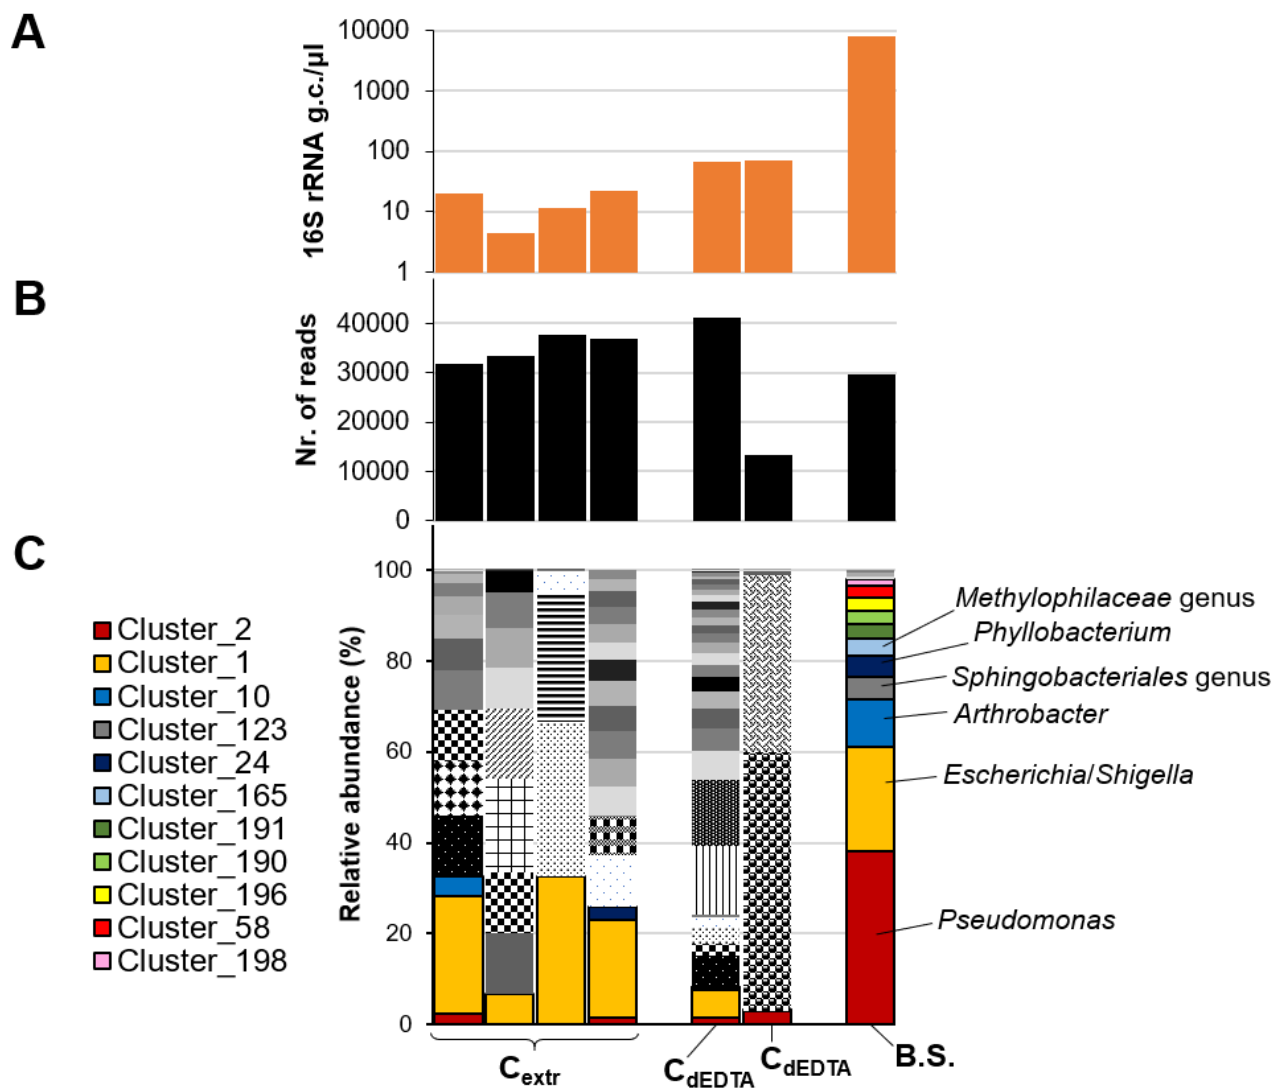 A
16S rRNA g.c./µl
10000
1000
100
10
1
B
Nr. of reads
40000
30000
20000
10000
0
C
Cluster_2
Cluster_1
Cluster_10
Cluster_123
Cluster_24
Cluster_165
Cluster_191
Cluster_190
Cluster_196
Cluster_58
Cluster_198
Relative abundance (%)
100
80
60
40
20
0
Methylophilaceae genus
Phyllobacterium
Sphingobacteriales genus
Arthrobacter
Escherichia/Shigella
Pseudomonas
Cextr
CdEDTA
CdEDTA
B.S.